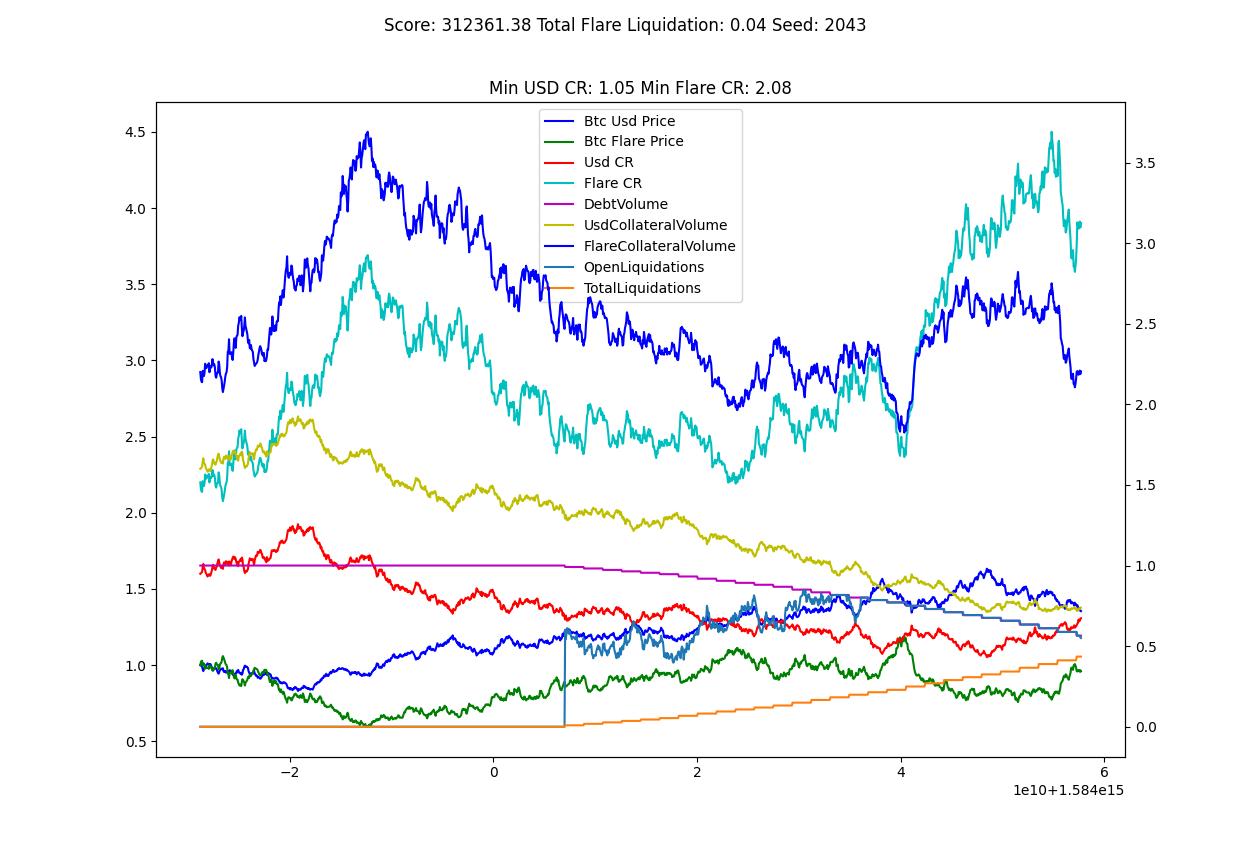 Score: 312361.38 Total Flare Liquidation: 0.04 Seed: 2043
Min USD CR: 1.05 Min Flare CR: 2.08
Btc Usd Price
Btc Flare Price
Usd CR
Flare CR
DebtVolume
UsdCollateralVolume
FlareCollateralVolume
OpenLiquidations
TotalLiquidations
4.5
4.0
3.5
3.0
2.5
2.0
1.5
1.0
0.5
3.5
3.0
2.5
2.0
1.5
1.0
0.5
0.0
−2 0 2 4 6
1e10+1.584e15